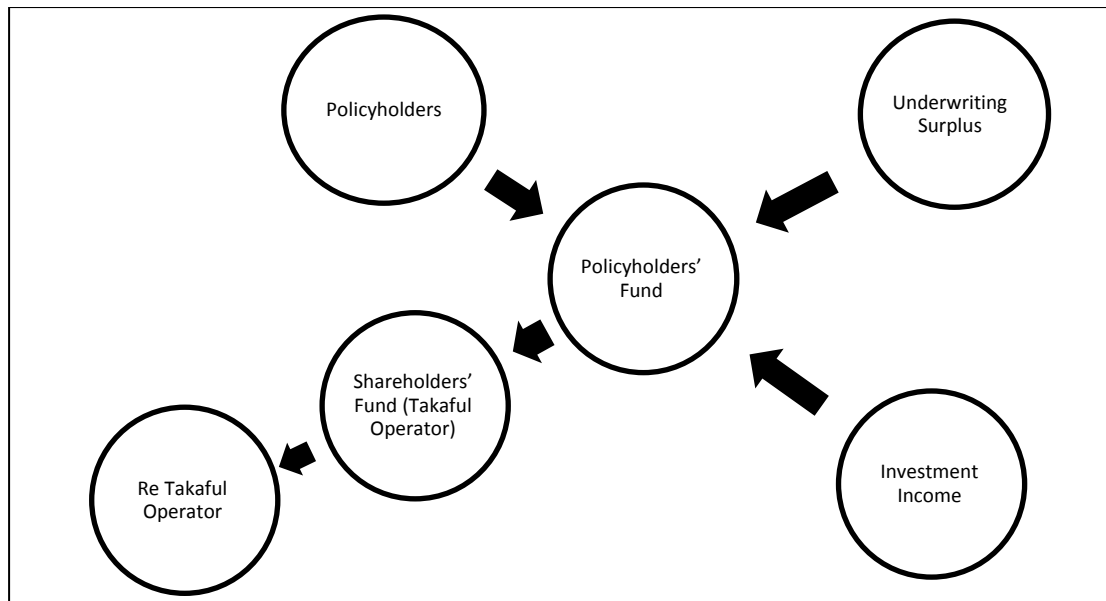 Policyholders
Underwriting
Surplus
Policyholders’
Fund
Shareholders’
Fund (Takaful
Operator)
Re Takaful
Operator
Investment
Income